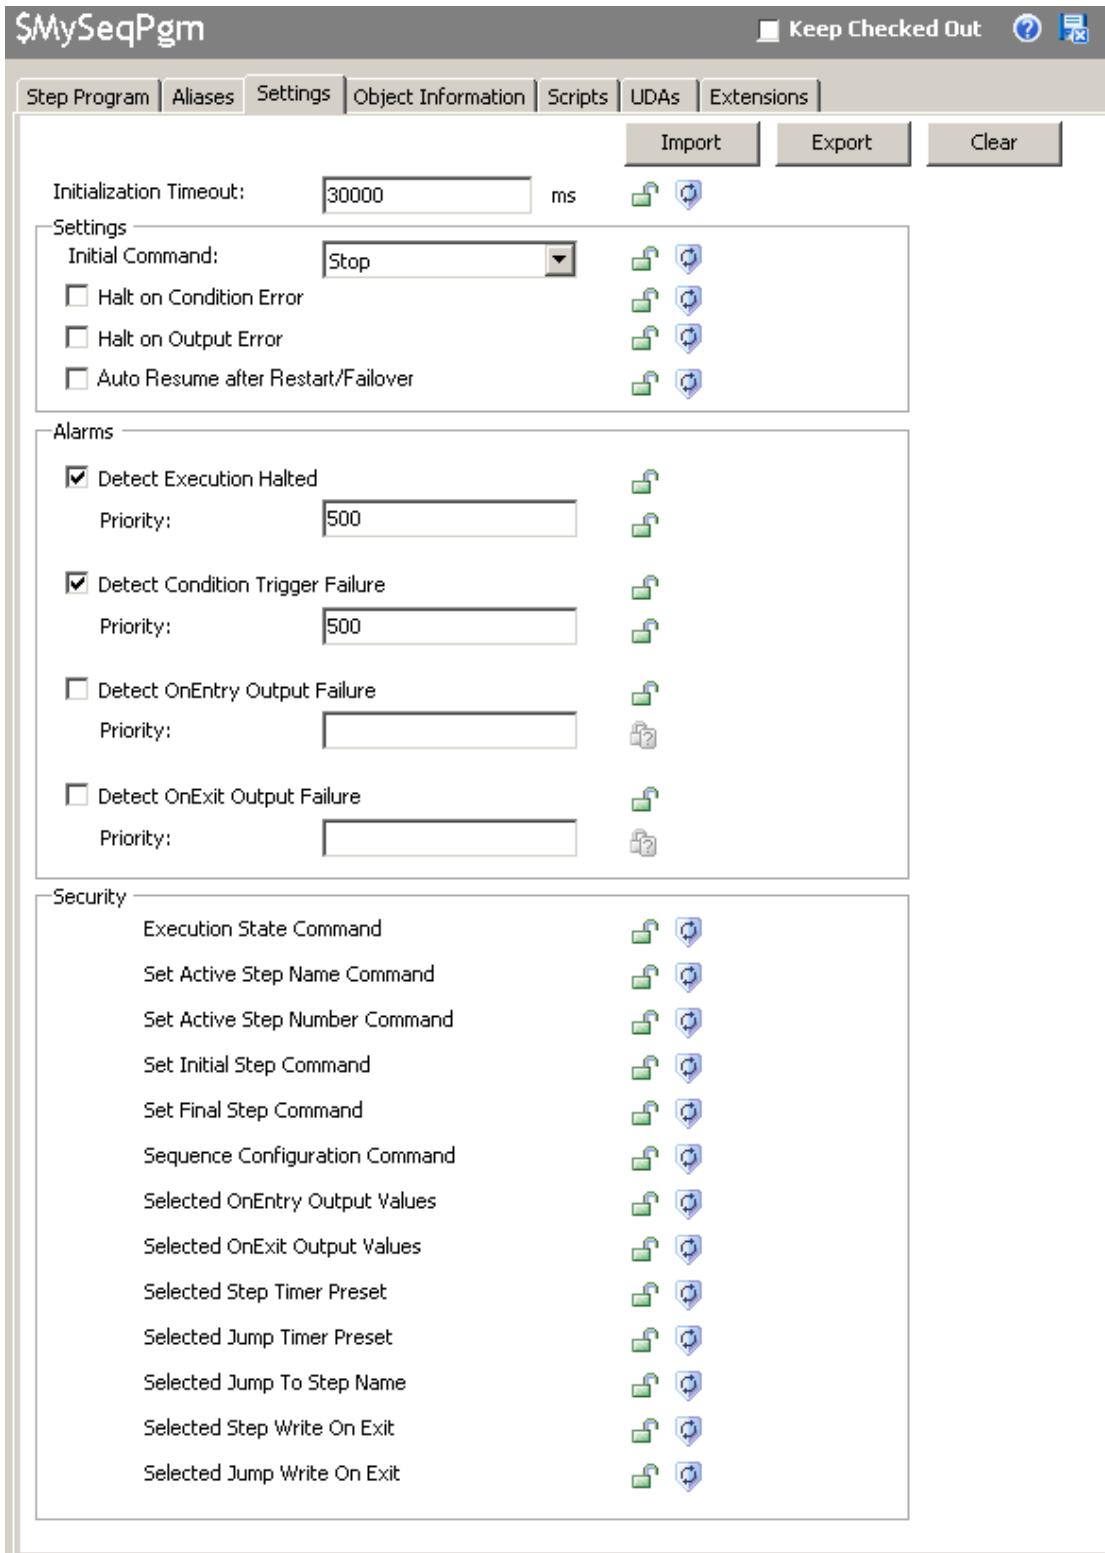 $MySeqPgm Keep Checked Out
Step Program Aliases Settings Object Information Scripts UDAs Extensions
Import Export Clear
Initialization Timeout: 30000 ms
Settings
Initial Command: Stop
Halt on Condition Error
Halt on Output Error
Auto Resume after Restart/Failover
Alarms
Detect Execution Halted
Priority: 500
Detect Condition Trigger Failure
Priority: 500
Detect OnEntry Output Failure
Priority:
Detect OnExit Output Failure
Priority:
Security
Execution State Command
Set Active Step Name Command
Set Active Step Number Command
Set Initial Step Command
Set Final Step Command
Sequence Configuration Command
Selected OnEntry Output Values
Selected OnExit Output Values
Selected Step Timer Preset
Selected Jump Timer Preset
Selected Jump To Step Name
Selected Step Write On Exit
Selected Jump Write On Exit